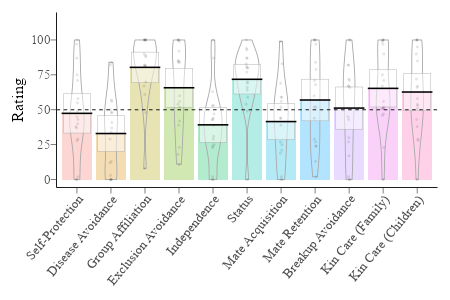 100
75
50
25
0
Rating
Self-Protection
Disease Avoidance
Group Affiliation
Exclusion Avoidance
Independence
Status
Mate Acquisition
Mate Retention
Breakup Avoidance
Kin Care (Family)
Kin Care (Children)